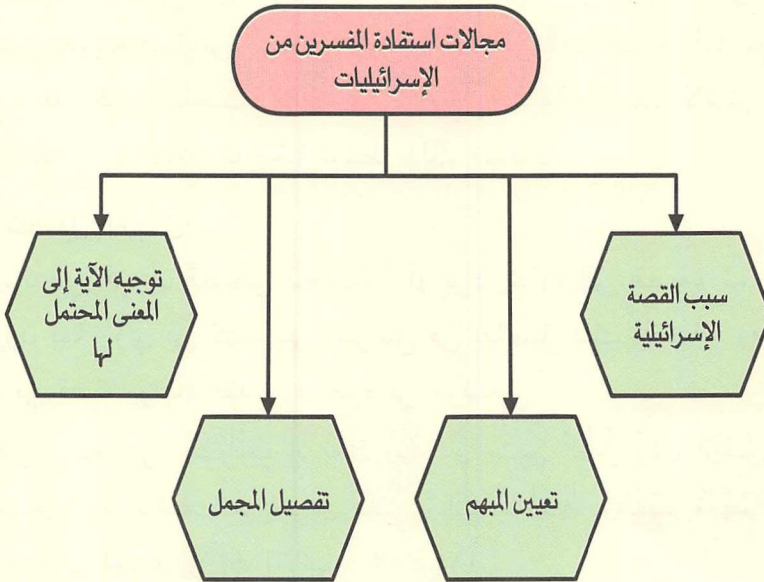 مجالات استفادة المفسرين من
الإسرائيليات
سبب القصة
الإسرائيلية
تعيين المبهم
تفصيل المجمل
توجيه الآية إلى
المعنى المحتمل
لها